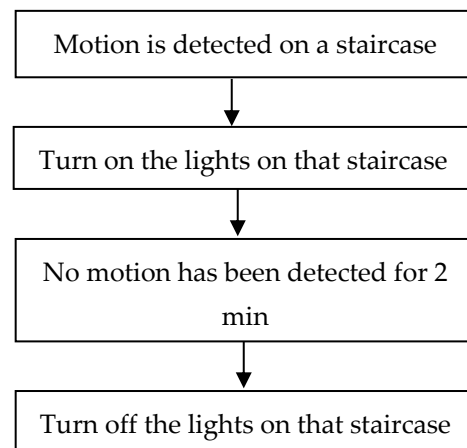 Motion is detected on a staircase
Turn on the lights on that staircase
No motion has been detected for 2
min
Turn off the lights on that staircase